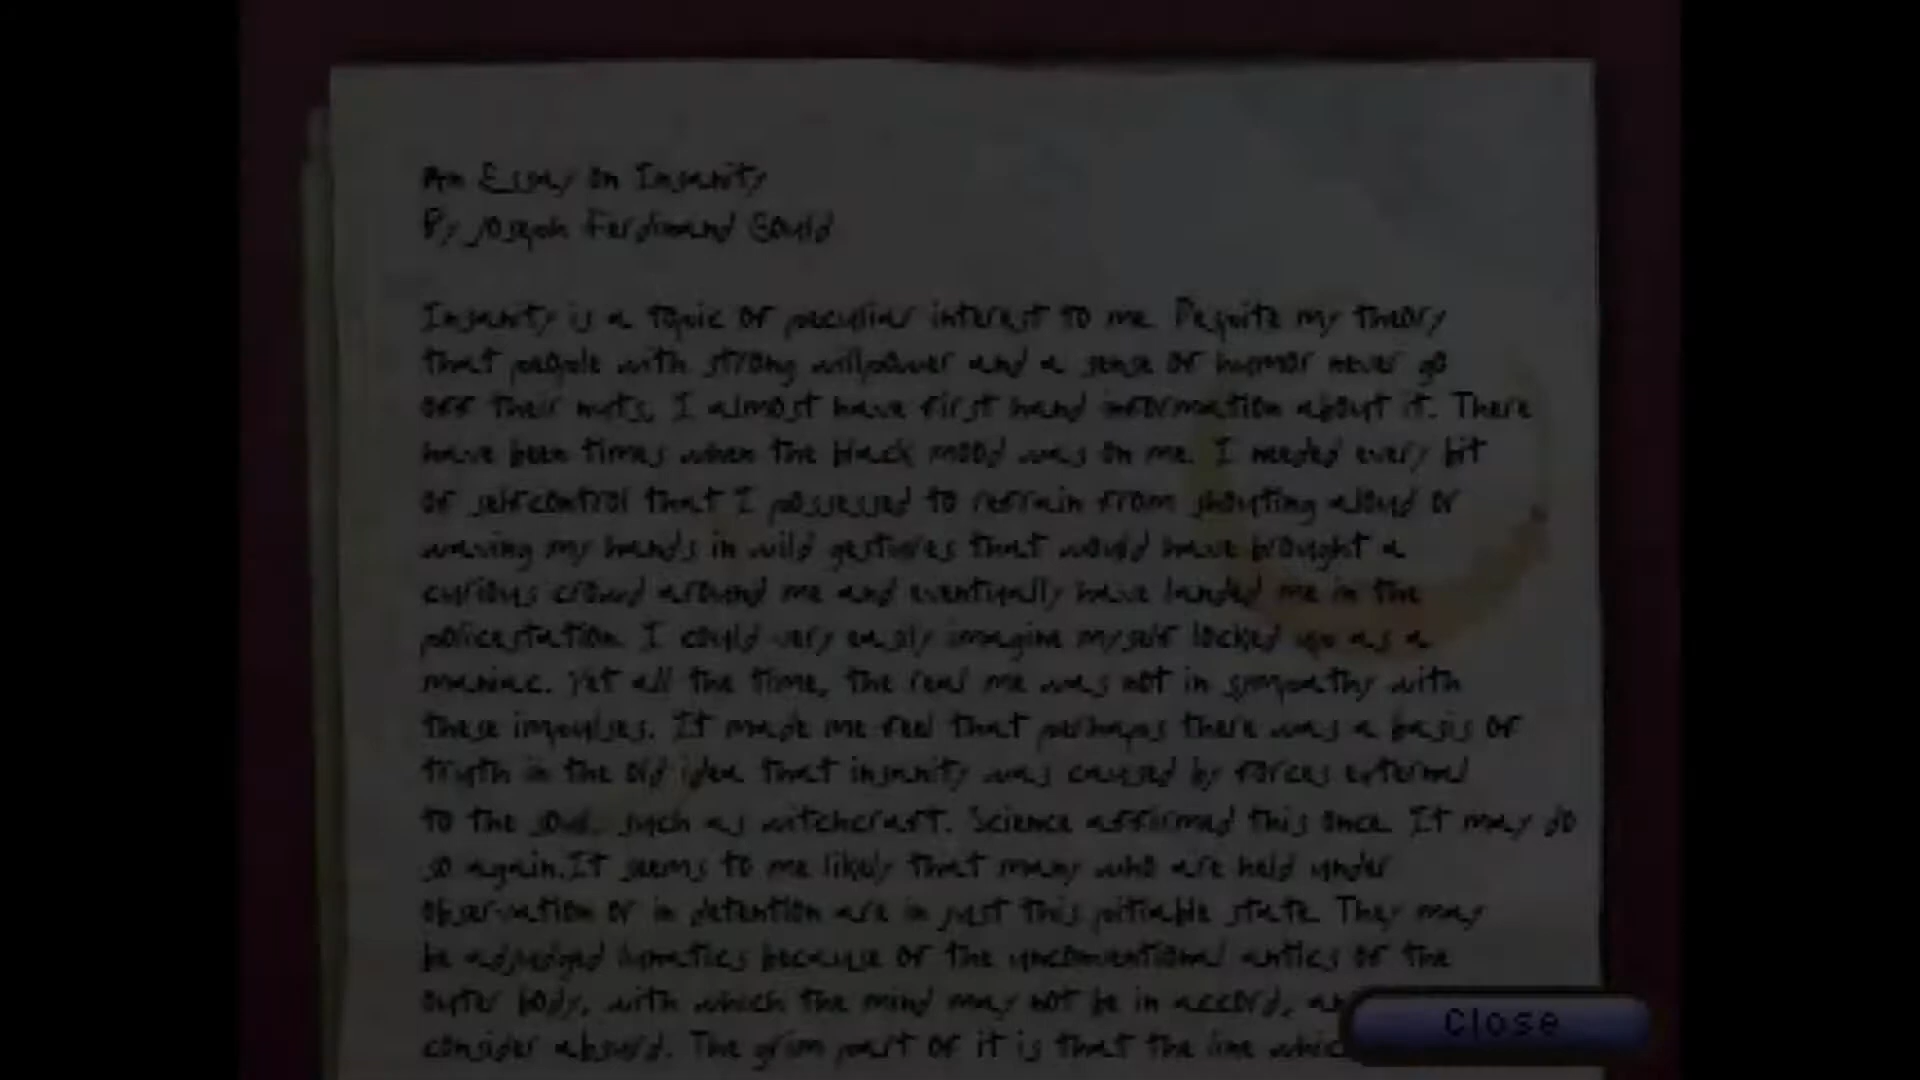 An Essay on Insanity
By Joseph Ferdinand Gould
Insanity is a topic of peculiar interest to me. Despite my theory
that people with strong willpower and a sense of humor never go
off their nuts, I almost have first hand information about it. There
have been times when the black mood was on me. I needed every bit
of selfcontrol that I possessed to refrain from shouting aloud or
waving my hands in wild gestures that would have brought a
curious crowd around me and eventually have landed me in the
policestation. I could very easly imagine myself locked up as a
maniac. Yet all the time, the real me was not in sympathy with
these impulses. It made me feel that perhaps there was a basis of
truth in the old idea that insanity was caused by forces external
to the soul, such as witchcraft. Science affirmed this once. It may do
so again.It seems to me likely that many who are held under
observation or in detention are in just this pitiable state. They may
be adjudged lunatics because of the unconventional antics of the
outer body, with which the mind may not be in accord, an
consider absurd. The grim part of it is that the line whic
Close